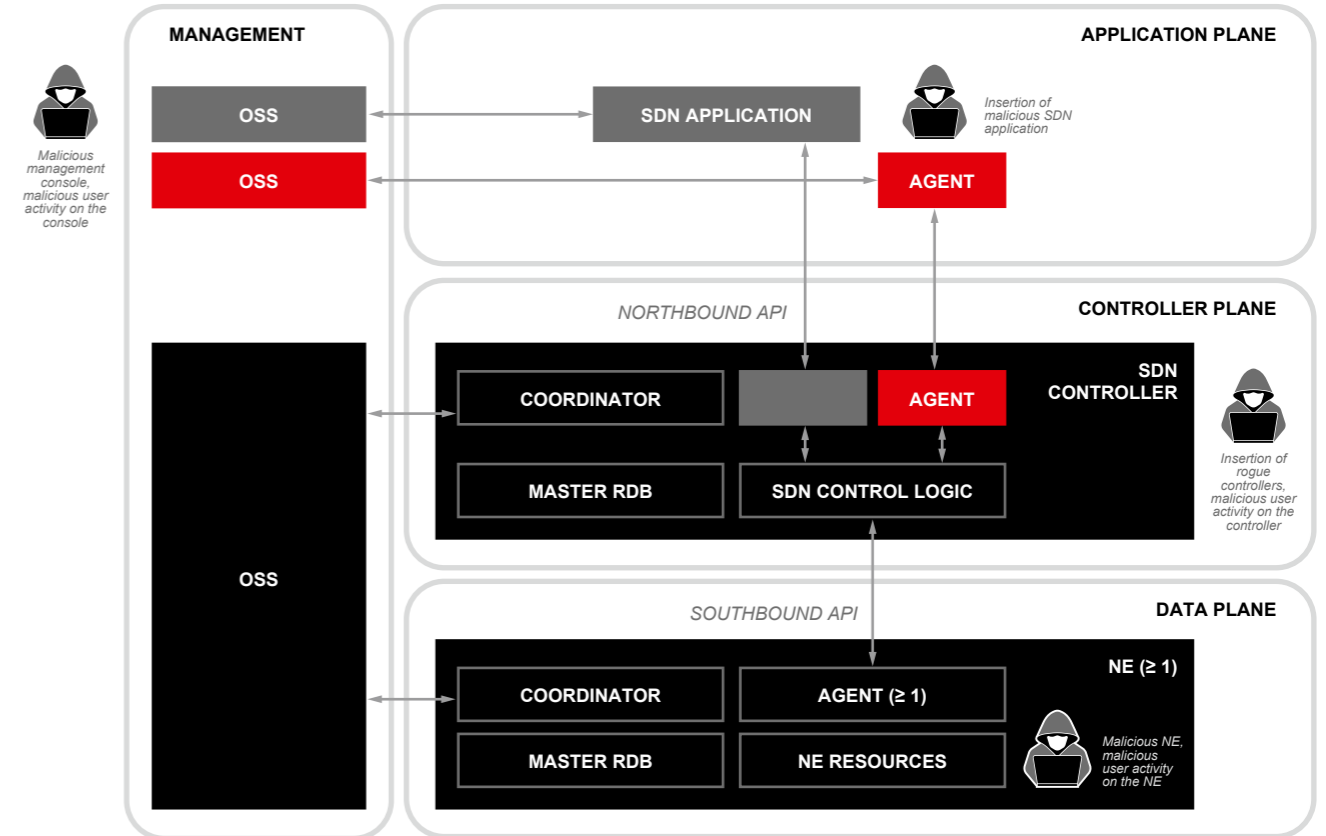 MANAGEMENT
APPLICATION PLANE
OSS
SDN APPLICATION
Insertion of
malicious SDN
application
Malicious
management
console,
malicious user
activity on the
console
OSS
AGENT
NORTHBOUND API
CONTROLLER PLANE
SDN
CONTROLLER
COORDINATOR
AGENT
MASTER RDB
SDN CONTROL LOGIC
Insertion of
rogue
controllers,
malicious user
activity on the
controller
OSS
SOUTHBOUND API
DATA PLANE
NE (≥ 1)
COORDINATOR
AGENT (≥ 1)
MASTER RDB
NE RESOURCES
Malicious NE,
malicious
user activity
on the NE